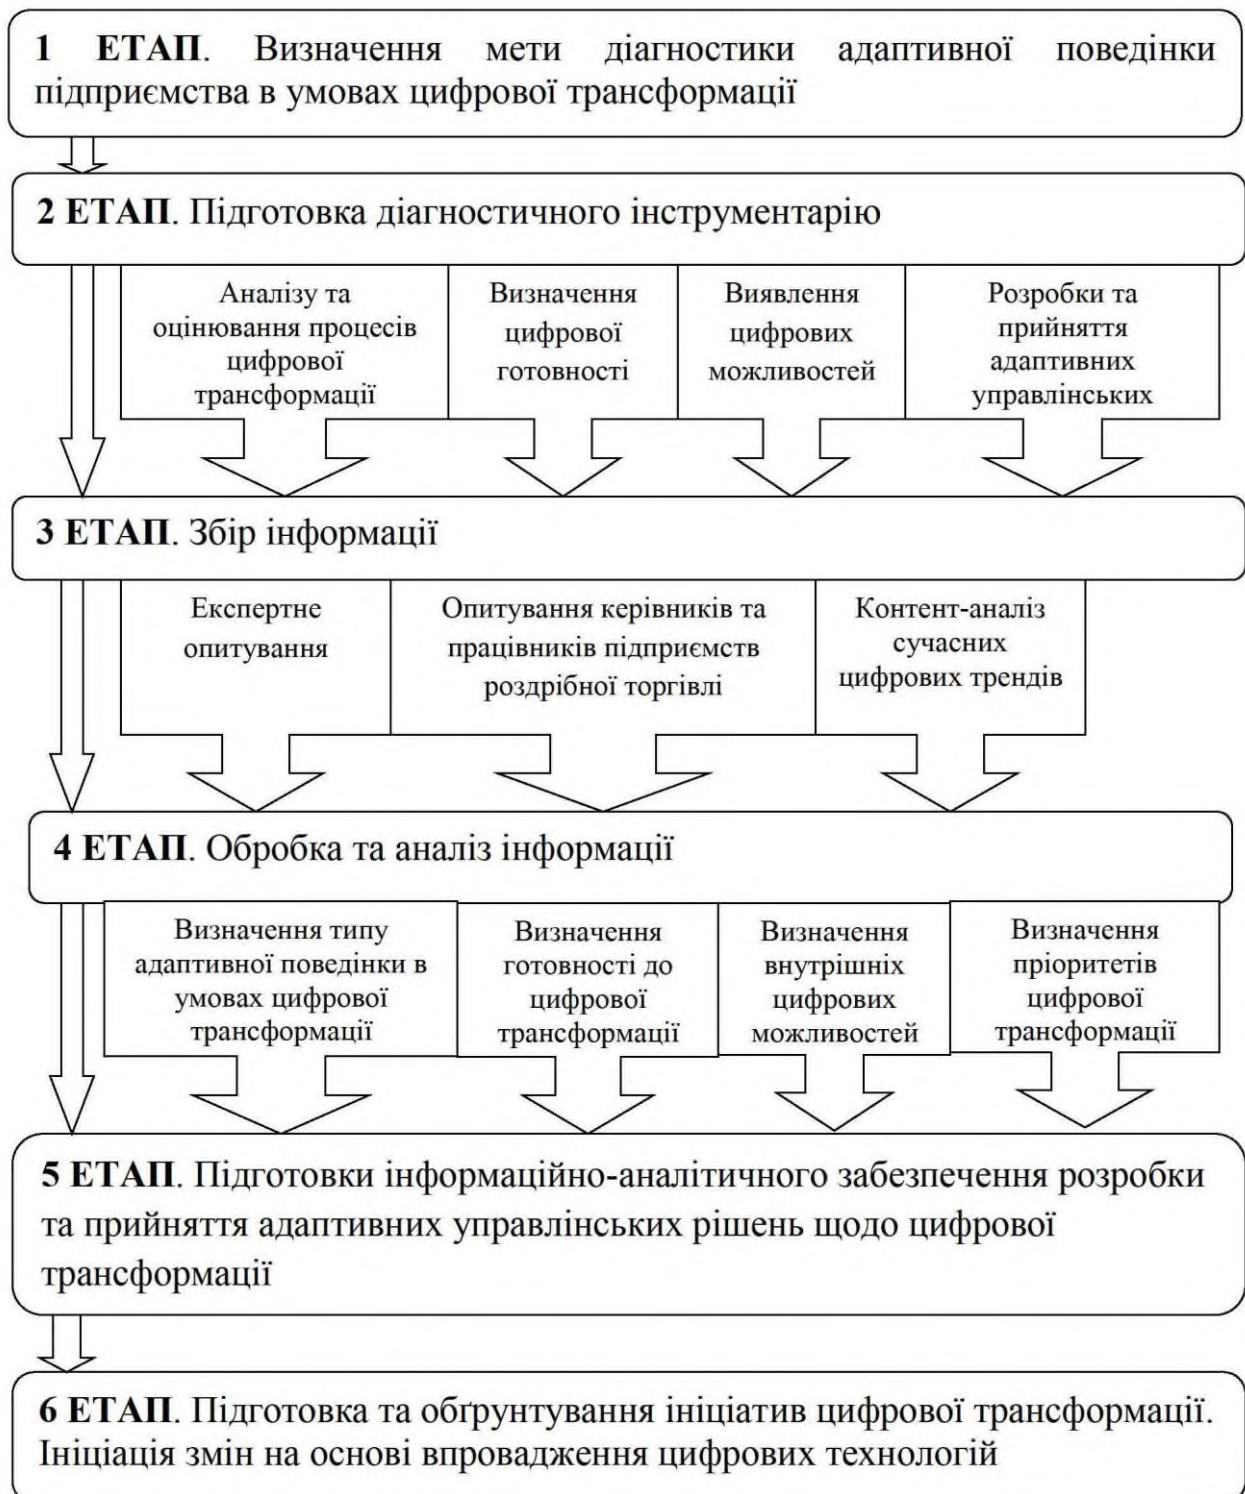 1 ЕТАП. Визначення мети діагностики адаптивної поведінки
підприємства в умовах цифрової трансформації
2 ЕТАП. Підготовка діагностичного інструментарію
Аналізу та
оцінювання процесів
цифрової
трансформації
Визначення
цифрової
готовності
Виявлення
цифрових
можливостей
Розробки та
прийняття
адаптивних
управлінських
3 ЕТАП. Збір інформації
Експертне
опитування
Опитування керівників та
працівників підприємств
роздрібної торгівлі
Контент-аналіз
сучасних
цифрових трендів
4 ЕТАП. Обробка та аналіз інформації
Визначення типу
адаптивної поведінки в
умовах цифрової
трансформації
Визначення
готовності до
цифрової
трансформації
Визначення
внутрішніх
цифрових
можливостей
Визначення
пріоритетів
цифрової
трансформації
5 ЕТАП. Підготовки інформаційно-аналітичного забезпечення розробки
та прийняття адаптивних управлінських рішень щодо цифрової
трансформації
6 ЕТАП. Підготовка та обґрунтування ініціатив цифрової трансформації.
Ініціація змін на основі впровадження цифрових технологій